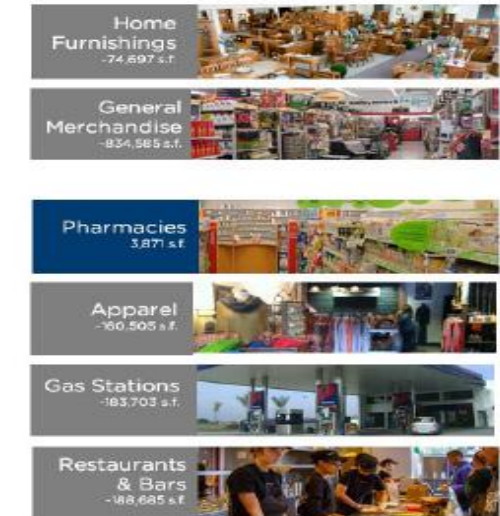 Home
Furnishings
-74,697 s.f.
General
Merchandise
-834,585 s.f.
Pharmacies
3,871 s.f.
Apparel
-160,505 s.f.
Gas Stations
-183,703 s.f.
Restaurants
& Bars
-188,685 s.f.